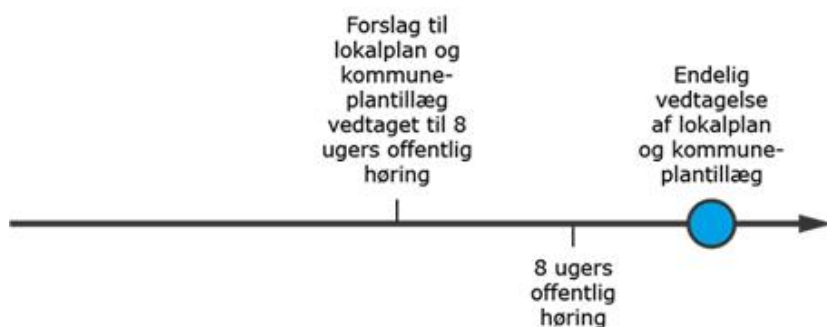 Forslag til
lokalplan og
kommune-
plantillæg
vedtaget til 8
ugers offentlig
høring
Endelig
vedtagelse
af lokalplan
og kommune-
plantillæg
8 ugers
offentlig
høring